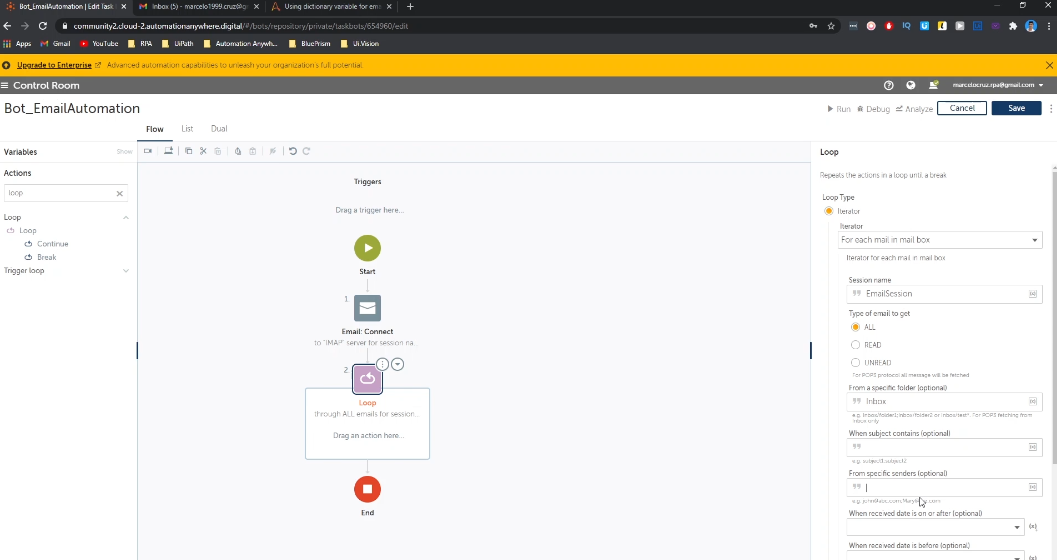 Bot_EmailAutomation | Edit Task
Inbox (5) - marcelo1999.cruz@g
Using dictionary variable for em
community2.cloud-2.automationanywhere.digital/#/bots/repository/private/taskbots/654960/edit
Apps Gmail YouTube RPA UiPath Automation Anywh... BluePrism Ui.Vision
Upgrade to Enterprise Advanced automation capabilities to unleash your organization's full potential.
Control Room
marcelocruz.rpa@gmail.com
Bot_EmailAutomation
Run Debug Analyze Cancel Save
Flow List Dual
Variables Show
Actions
loop
Loop
Loop
Continue
Break
Trigger loop
Triggers
Drag a trigger here...
Start
1.
Email: Connect
to "IMAP" server for session na...
2.
Loop
through ALL emails for session...
Drag an action here...
End
Loop
Repeats the actions in a loop until a break
Loop Type
Iterator
Iterator
For each mail in mail box
Iterator for each mail in mail box
Session name
EmailSession
Type of email to get
ALL
READ
UNREAD
For POP3 protocol all message will be fetched
From a specific folder (optional)
Inbox
e.g. Inbox/folder1;Inbox/folder2 or Inbox/test*. For POP3 fetching from
inbox only
When subject contains (optional)
e.g. subject1;subject2
From specific senders (optional)
When received date is on or after (optional)
When received date is before (optional)